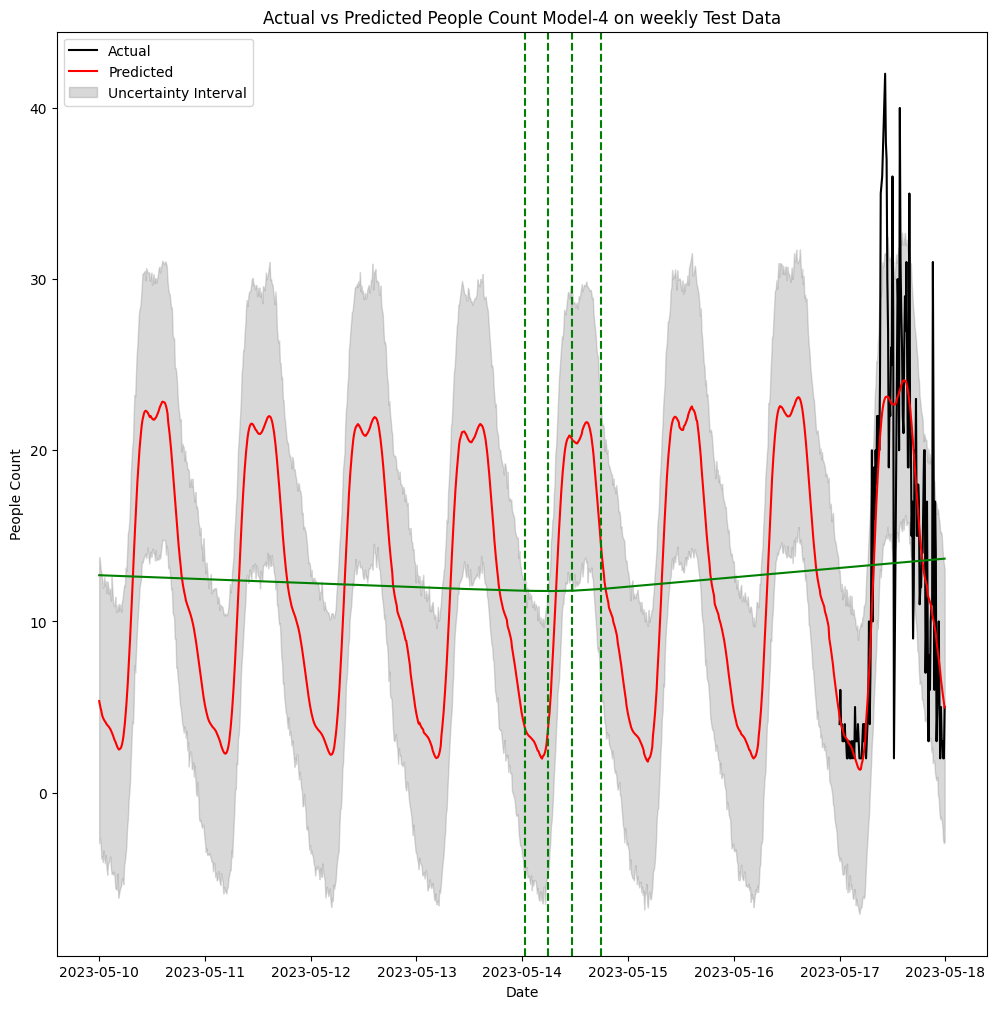 Actual vs Predicted People Count Model-4 on weekly Test Data
Actual
Predicted
Uncertainty Interval
People Count
40
30
20
10
0
2023-05-10
2023-05-11
2023-05-12
2023-05-13
2023-05-14
2023-05-15
2023-05-16
2023-05-17
2023-05-18
Date